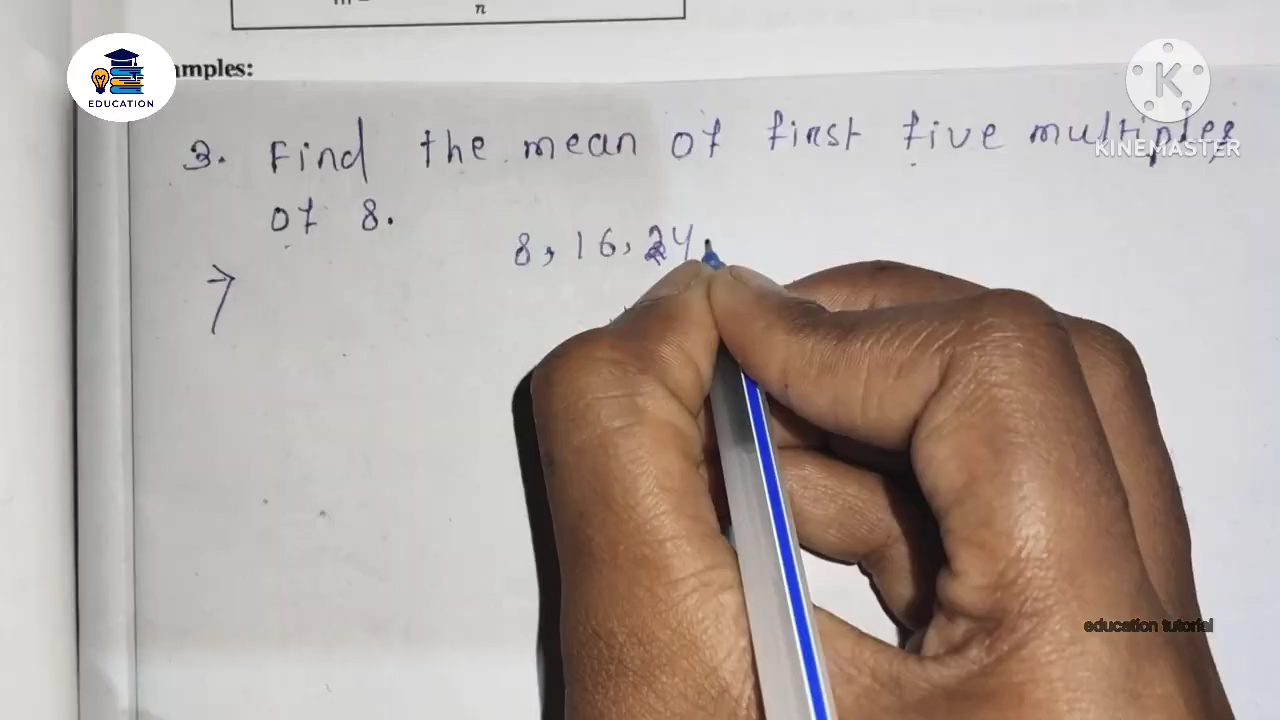 n
amples:
EDUCATION
K
KINEMASTER
3. Find the mean of first five multiples
of 8.
8, 16, 24,
education tutorial